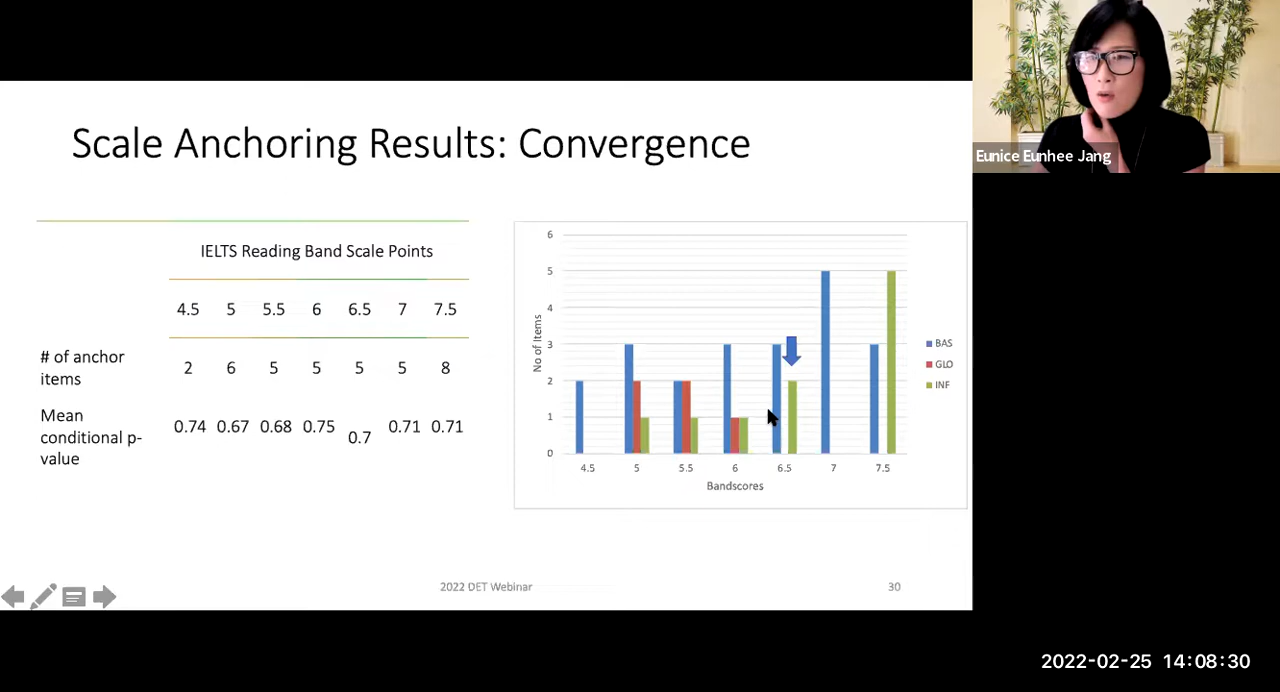 Eunice Eunhee Jang
Scale Anchoring Results: Convergence
IELTS Reading Band Scale Points
4.5 5 5.5 6 6.5 7 7.5
# of anchor
items
2 6 5 5 5 5 8
Mean
conditional p-
value
0.74 0.67 0.68 0.75 0.7 0.71 0.71
No of Items
6
5
4
3
2
1
0
4.5 5 5.5 6 6.5 7 7.5
Bandscores
BAS
GLO
INF
2022 DET Webinar
30
2022-02-25 14:08:30